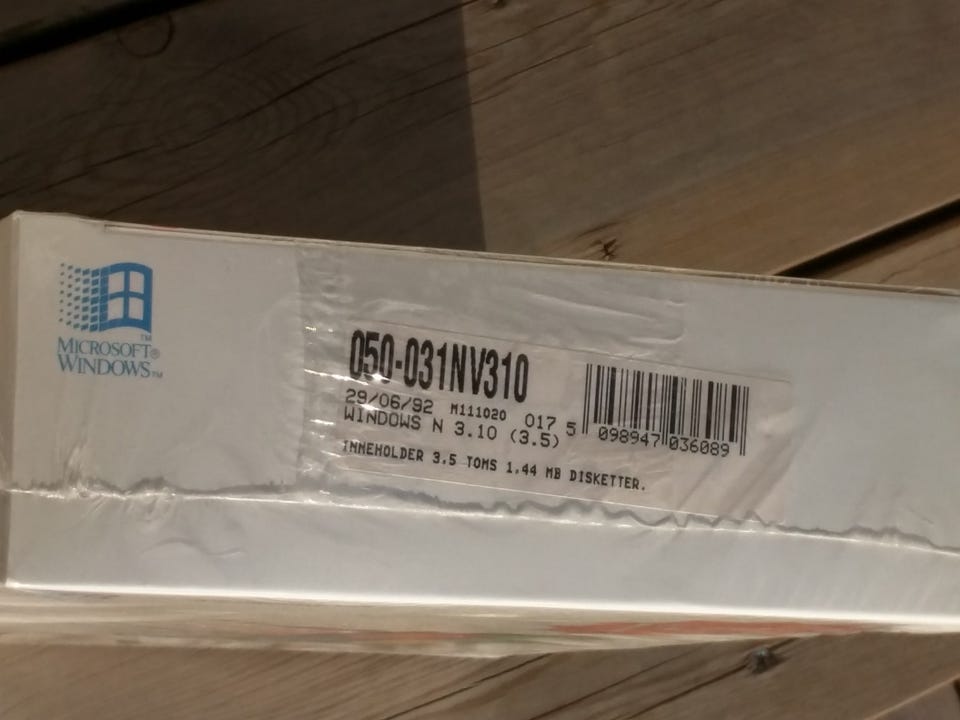 MICROSOFT®
WINDOWS™
050-031NV310
29/06/92 M111020 017
WINDOWS N 3.10 (3.5)
INNEHOLDER 3.5 TOMS 1.44 MB DISKETTER.
5 098947 036089